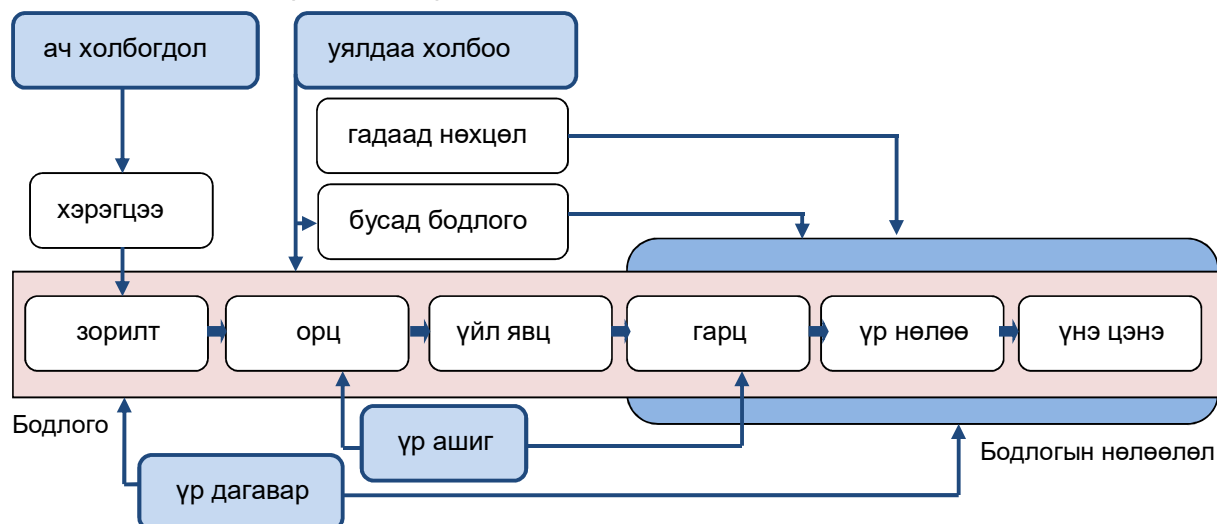 ач холбогдол
уялдаа холбоо
гадаад нөхцөл
хэрэгцээ
бусад бодлого
зорилт
орц
үйл явц
гарц
үр нөлөө
үнэ цэнэ
Бодлого
үр ашиг
Бодлогын нөлөөлөл
үр дагавар